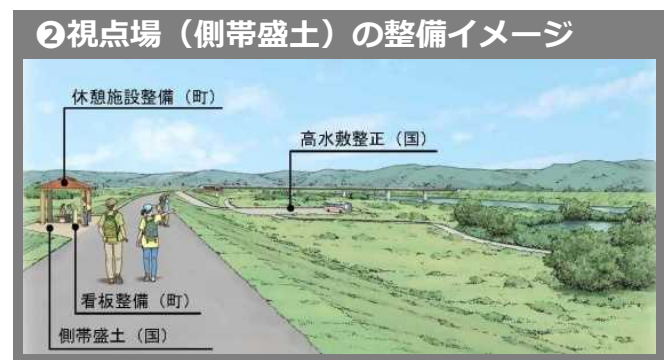 ❷視点場（側帯盛土）の整備イメージ
休憩施設整備（町）
高水敷整正（国）
看板整備（町）
側帯盛土（国）